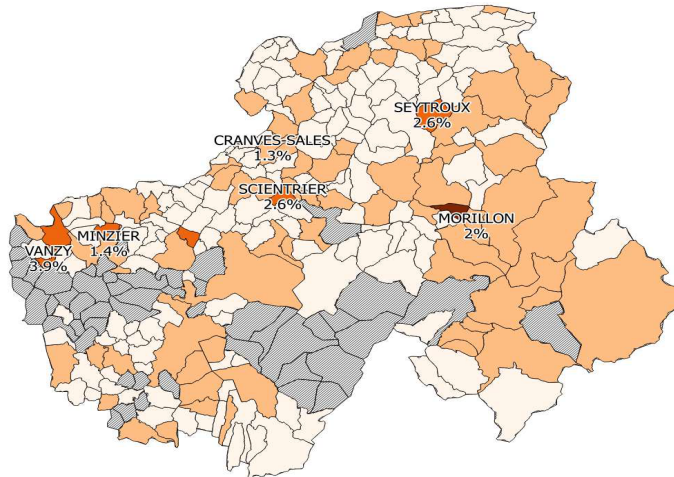 SEYTROUX
2.6%
CRANVES-SALES
1.3%
SCIENTRIER
2.6%
MORILLON
2%
MINZIER
1.4%
VANZY
3.9%